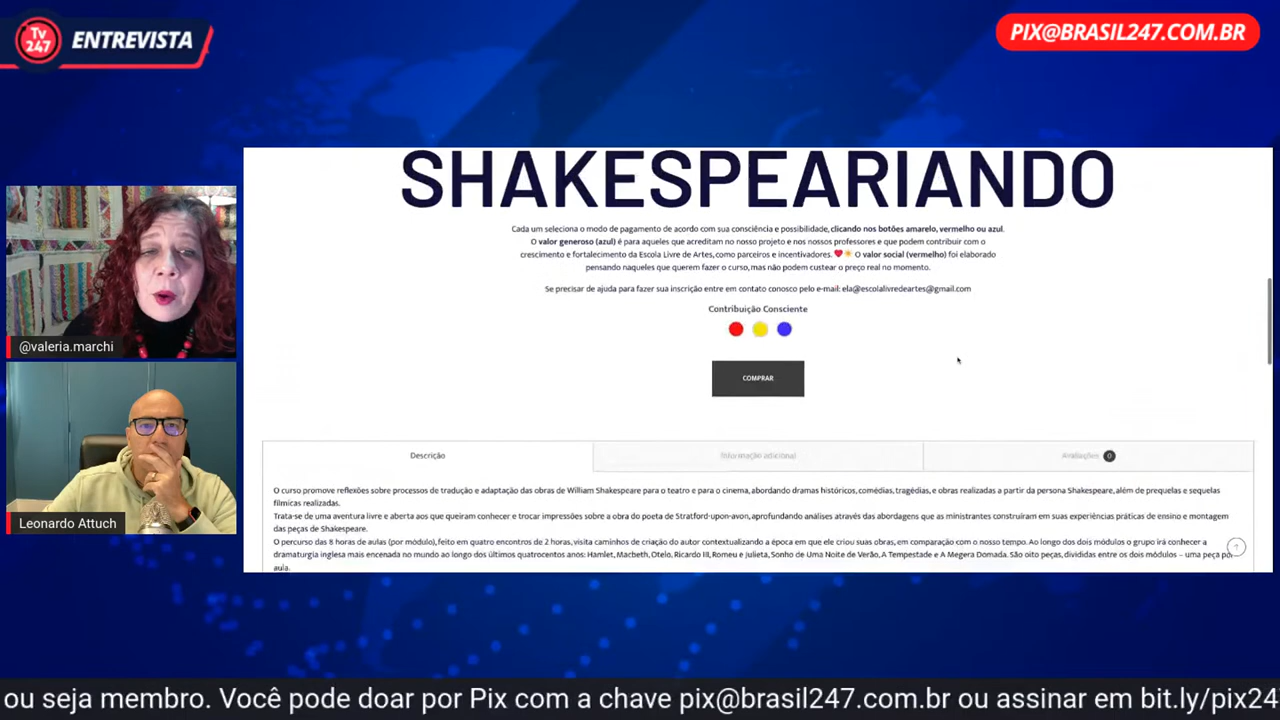 Tv
247
ENTREVISTA
PIX@BRASIL247.COM.BR
SHAKESPEARIANDO
Cada um seleciona o modo de pagamento de acordo com sua consciência e possibilidade, clicando nos botões amarelo, vermelho ou azul.
O valor generoso (azul) é para aqueles que acreditam no nosso projeto e nos nossos professores e que podem contribuir com o
crescimento e fortalecimento da Escola Livre de Artes, como parceiros e incentivadores. ❤️☀️ O valor social (vermelho) foi elaborado
pensando naqueles que querem fazer o curso, mas não podem custear o preço real no momento.
Se precisar de ajuda para fazer sua inscrição entre em contato conosco pelo e-mail: ela@escolalivredeartes@gmail.com
Contribuição Consciente
COMPRAR
Descrição
Informação adicional
Avaliações 0
O curso promove reflexões sobre processos de tradução e adaptação das obras de William Shakespeare para o teatro e para o cinema, abordando dramas históricos, comédias, tragédias, e obras realizadas a partir da persona Shakespeare, além de prequelas e sequelas
fílmicas realizadas.
Trata-se de uma aventura livre e aberta aos que queiram conhecer e trocar impressões sobre a obra do poeta de Stratford-upon-avon, aprofundando análises através das abordagens que as ministrantes construíram em suas experiências práticas de ensino e montagem
das peças de Shakespeare.
O percurso das 8 horas de aulas (por módulo), feito em quatro encontros de 2 horas, visita caminhos de criação do autor contextualizando a época em que ele criou suas obras, em comparação com o nosso tempo. Ao longo dos dois módulos o grupo irá conhecer a
dramaturgia inglesa mais encenada no mundo ao longo dos últimos quatrocentos anos: Hamlet, Macbeth, Otelo, Ricardo III, Romeu e Julieta, Sonho de Uma Noite de Verão, A Tempestade e A Megera Domada. São oito peças, divididas entre os dois módulos – uma peça por
aula.
@valeria.marchi
Leonardo Attuch
ou seja membro. Você pode doar por Pix com a chave pix@brasil247.com.br ou assinar em bit.ly/pix24